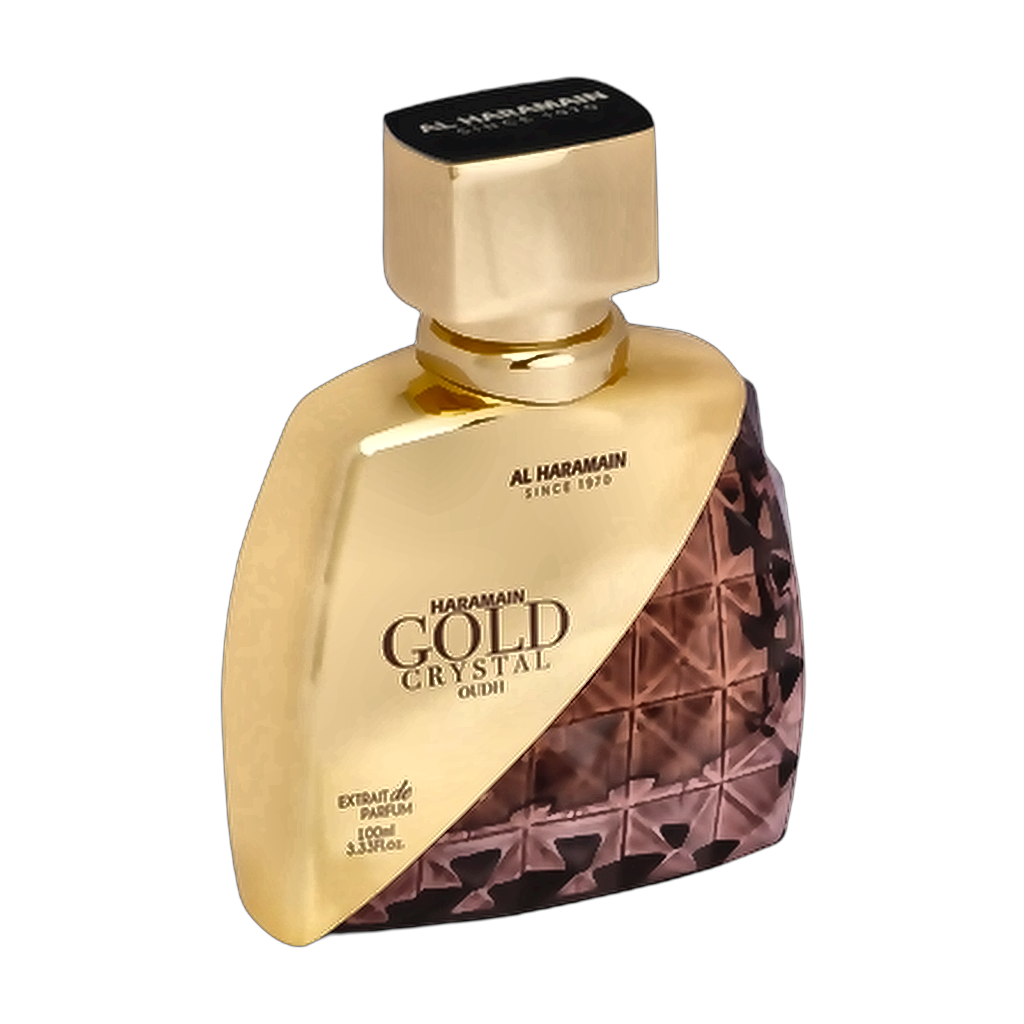 AL HARAMAIN
SINCE 1970
AL HARAMAIN
SINCE 1970
HARAMAIN
GOLD
CRYSTAL
OUDH
EXTRAIT de
PARFUM
100ml
3.33Fl.oz.